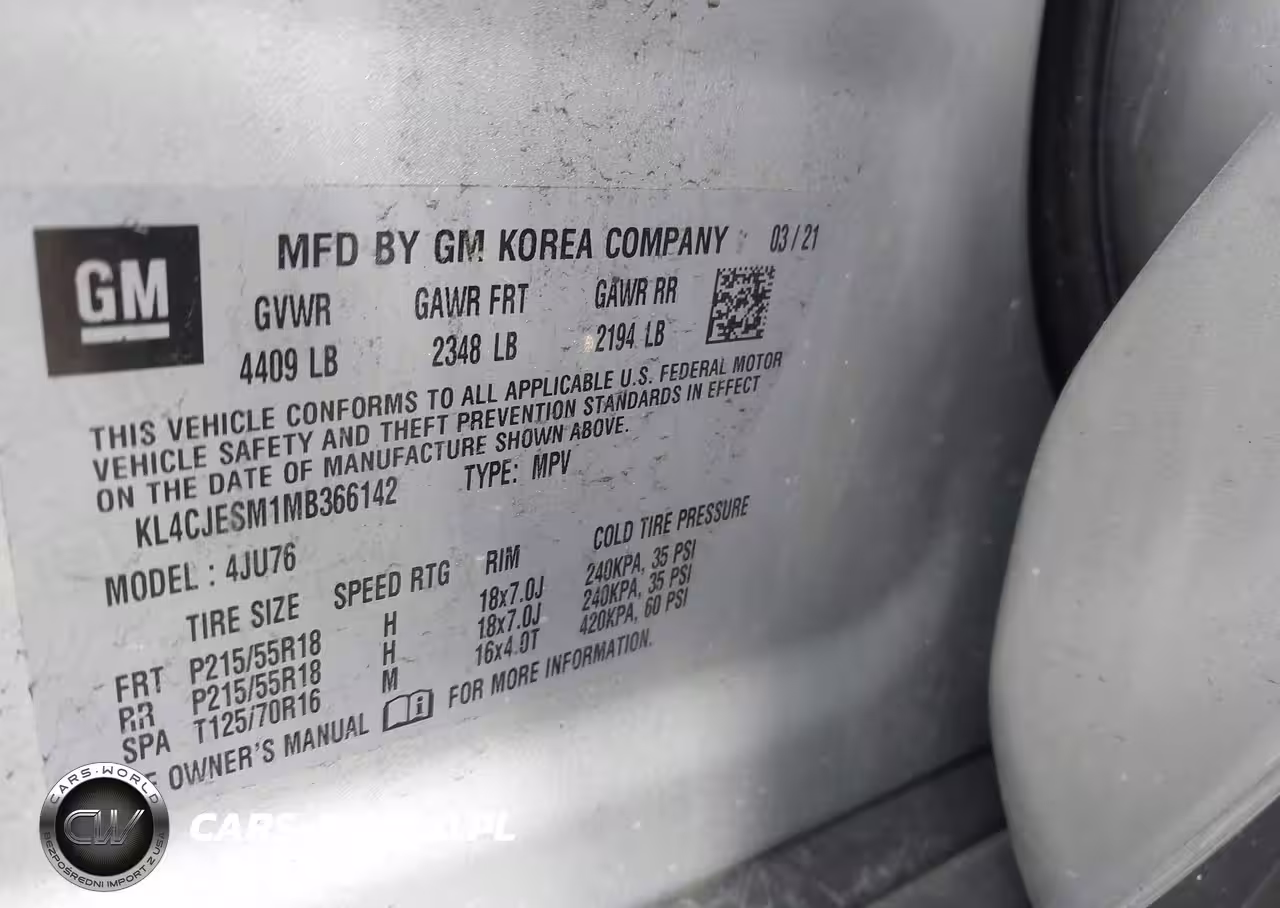 GM
MFD BY GM KOREA COMPANY 03/21
GVWR GAWR FRT GAWR RR
4409 LB 2348 LB 2194 LB
THIS VEHICLE CONFORMS TO ALL APPLICABLE U.S. FEDERAL MOTOR
VEHICLE SAFETY AND THEFT PREVENTION STANDARDS IN EFFECT
ON THE DATE OF MANUFACTURE SHOWN ABOVE.
KL4CJESM1MB366142 TYPE: MPV
MODEL : 4JU76
TIRE SIZE SPEED RTG RIM COLD TIRE PRESSURE
FRT P215/55R18 H 18x7.0J 240KPA, 35 PSI
RR P215/55R18 H 18x7.0J 240KPA, 35 PSI
SPA T125/70R16 M 16x4.0T 420KPA, 60 PSI
OWNER'S MANUAL FOR MORE INFORMATION.
CARS-WORLD
CW
BEZPOŚREDNI IMPORT Z USA